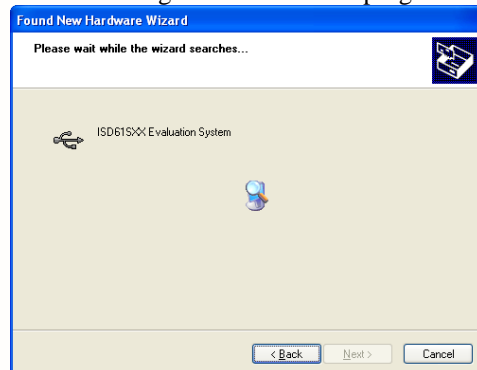 Found New Hardware Wizard
Please wait while the wizard searches...
ISD61SXX Evaluation System
< Back
Next >
Cancel